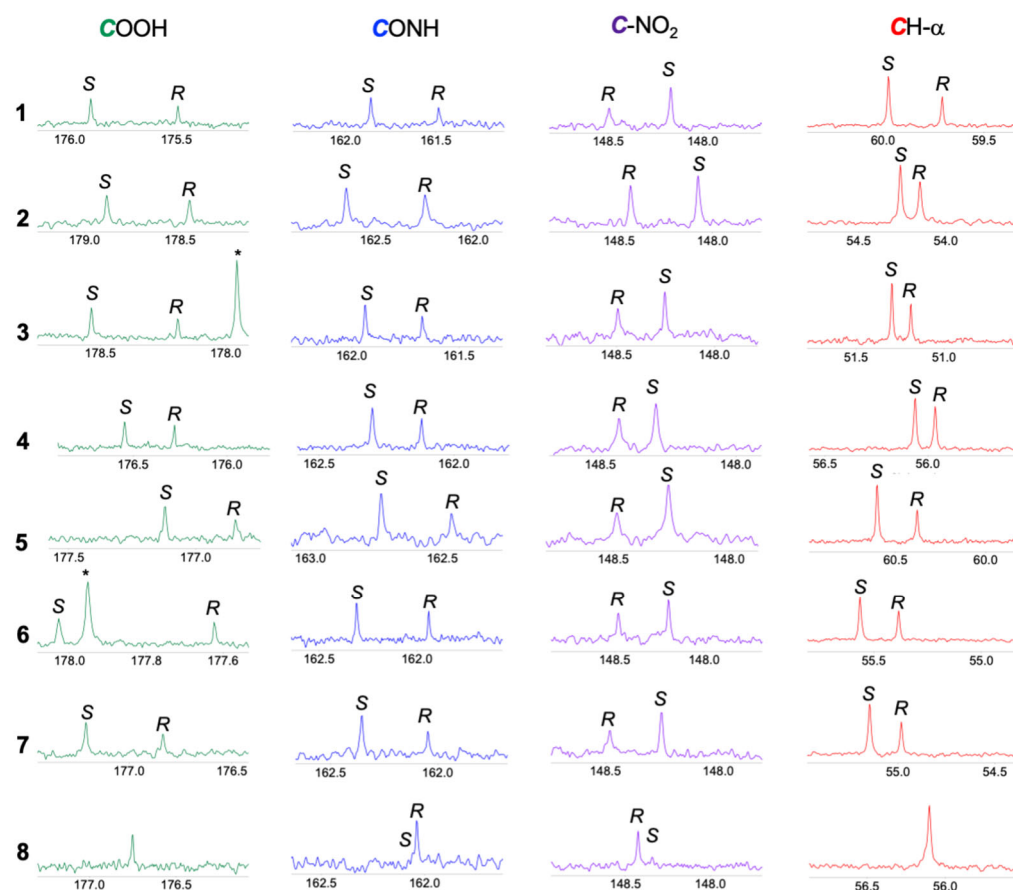 COOH CONH C-NO₂ CH-α
1 S R S R R S S R
176.0 175.5 162.0 161.5 148.5 148.0 60.0 59.5
2 S R S R R S S R
179.0 178.5 162.5 162.0 148.5 148.0 54.5 54.0
3 S R * S R R S S R
178.5 178.0 162.0 161.5 148.5 148.0 51.5 51.0
4 S R S R R S S R
176.5 176.0 162.5 162.0 148.5 148.0 56.5 56.0
5 S R S R R S S R
177.5 177.0 163.0 162.5 148.5 148.0 60.5 60.0
6 S * R S R R S S R
178.0 177.8 177.6 162.5 162.0 148.5 148.0 55.5 55.0
7 S R S R R S S R
177.0 176.5 162.5 162.0 148.5 148.0 55.0 54.5
8 S R R S
177.0 176.5 162.5 162.0 148.5 148.0 56.5 56.0